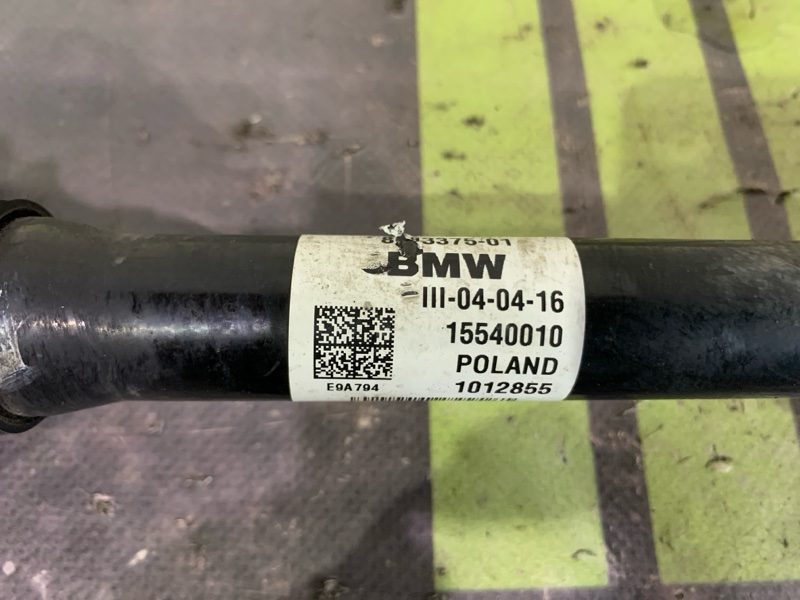 BMW
III-04-04-16
15540010
POLAND
E9A794
1012855